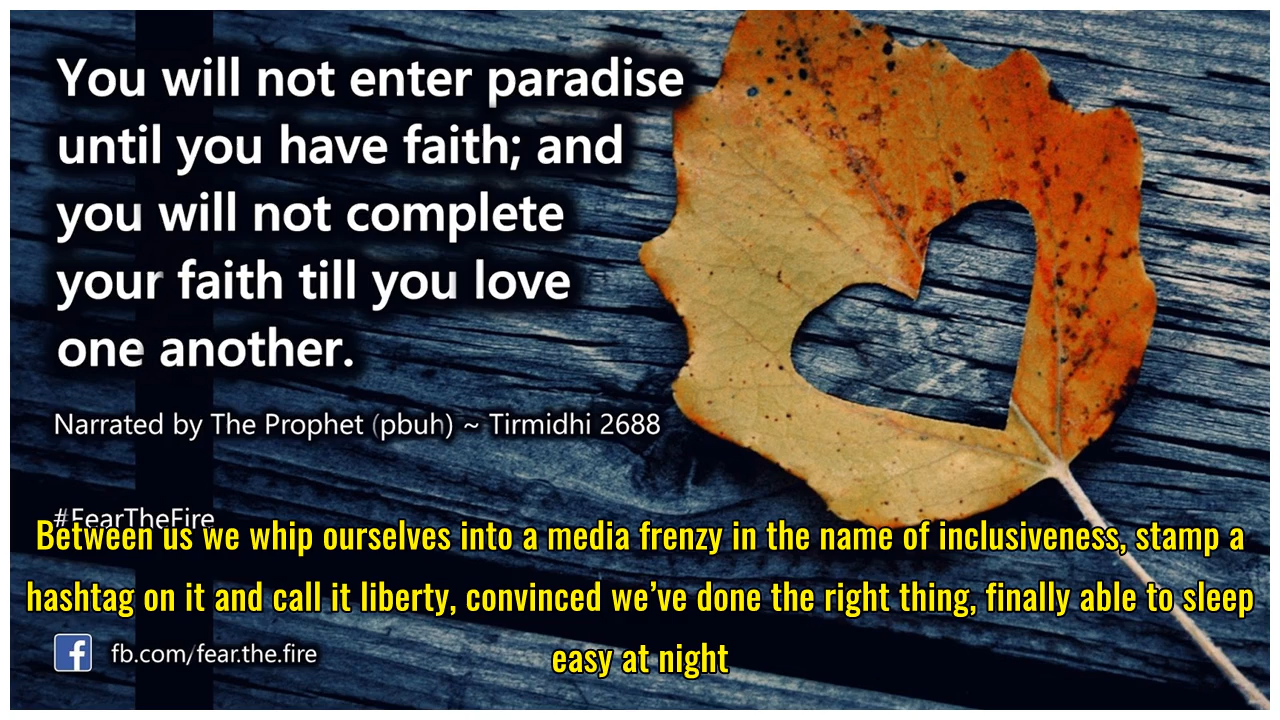 You will not enter paradise
until you have faith; and
you will not complete
your faith till you love
one another.
Narrated by The Prophet (pbuh) ~ Tirmidhi 2688
#FearTheFire
Between us we whip ourselves into a media frenzy in the name of inclusiveness, stamp a
hashtag on it and call it liberty, convinced we’ve done the right thing, finally able to sleep
easy at night
fb.com/fear.the.fire